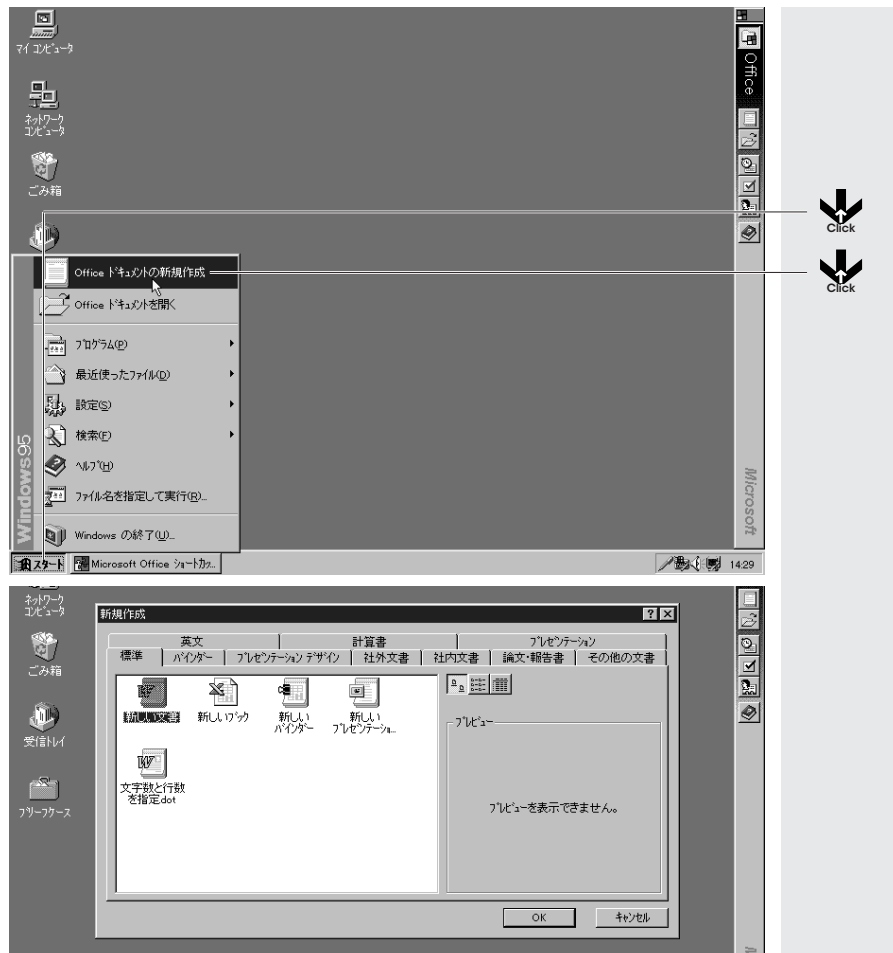 マイ コンピュータ
Office
ネットワーク
コンピュータ
ごみ箱
Click
Office ドキュメントの新規作成
Click
Office ドキュメントを開く
プログラム(P)
最近使ったファイル(D)
設定(S)
検索(F)
ヘルプ(H)
ファイル名を指定して実行(R)...
Windows の終了(U)...
Windows95
Microsoft
スタート
Microsoft Office ショートカッ...
14:29
ネットワーク
コンピュータ
ごみ箱
受信トレイ
ブリーフケース
新規作成
英文
計算書
プレゼンテーション
標準
バインダー
プレゼンテーション デザイン
社外文書
社内文書
論文・報告書
その他の文書
新しい文書
新しいブック
新しい
バインダー
新しい
プレゼンテーショ...
文字数と行数
を指定.dot
プレビュー
プレビューを表示できません。
OK
キャンセル